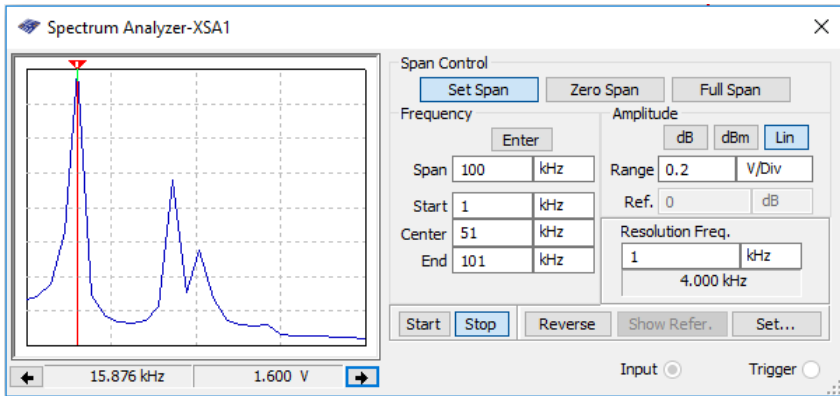 Spectrum Analyzer-XSA1
Span Control
Set Span Zero Span Full Span
Frequency
Enter
Span 100 kHz
Start 1 kHz
Center 51 kHz
End 101 kHz
Amplitude
dB dBm Lin
Range 0.2 V/Div
Ref. 0 dB
Resolution Freq.
1 kHz
4.000 kHz
Start Stop Reverse Show Refer. Set...
15.876 kHz 1.600 V
Input Trigger